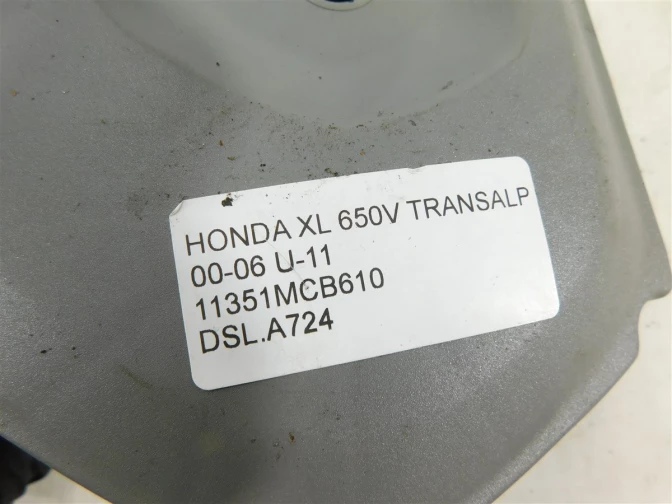 HONDA XL 650V TRANSALP
00-06 U-11
11351MCB610
DSL.A724